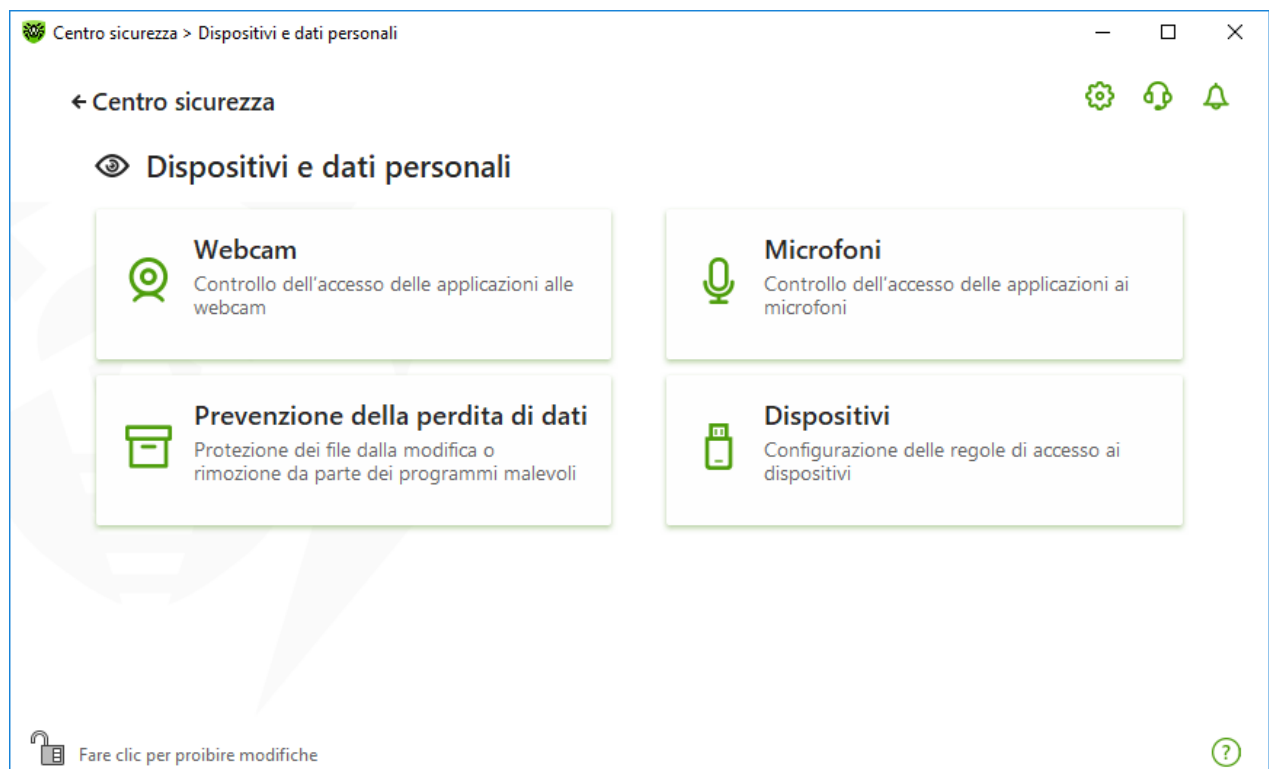 Centro sicurezza > Dispositivi e dati personali
Centro sicurezza
Dispositivi e dati personali
Webcam
Controllo dell'accesso delle applicazioni alle
webcam
Microfoni
Controllo dell'accesso delle applicazioni ai
microfoni
Prevenzione della perdita di dati
Protezione dei file dalla modifica o
rimozione da parte dei programmi malevoli
Dispositivi
Configurazione delle regole di accesso ai
dispositivi
Fare clic per proibire modifiche
?